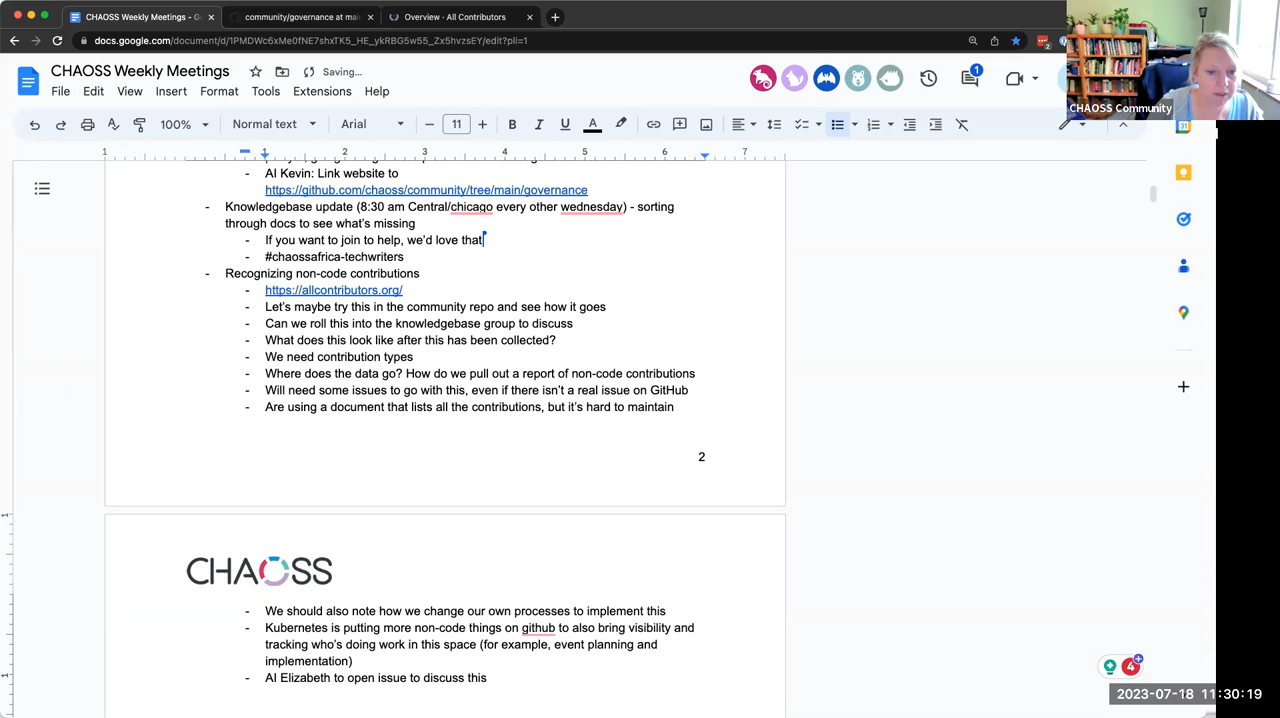 CHAOSS Weekly Meetings - G
community/governance at mai
Overview · All Contributors
docs.google.com/document/d/1PMDWc6xMe0fNE7shxTK5_HE_ykRBG5w55_Zx5hvzsEY/edit?pli=1
CHAOSS Weekly Meetings
Saving...
File Edit View Insert Format Tools Extensions Help
1
CHAOSS Community
100% Normal text Arial 11
1 1 2 3 4 5 6 7
- AI Kevin: Link website to
https://github.com/chaoss/community/tree/main/governance
- Knowledgebase update (8:30 am Central/chicago every other wednesday) - sorting
through docs to see what's missing
- If you want to join to help, we'd love that
- #chaossafrica-techwriters
- Recognizing non-code contributions
- https://allcontributors.org/
- Let's maybe try this in the community repo and see how it goes
- Can we roll this into the knowledgebase group to discuss
- What does this look like after this has been collected?
- We need contribution types
- Where does the data go? How do we pull out a report of non-code contributions
- Will need some issues to go with this, even if there isn't a real issue on GitHub
- Are using a document that lists all the contributions, but it's hard to maintain
2
CHAOSS
- We should also note how we change our own processes to implement this
- Kubernetes is putting more non-code things on github to also bring visibility and
tracking who's doing work in this space (for example, event planning and
implementation)
- AI Elizabeth to open issue to discuss this
4
2023-07-18 11:30:19